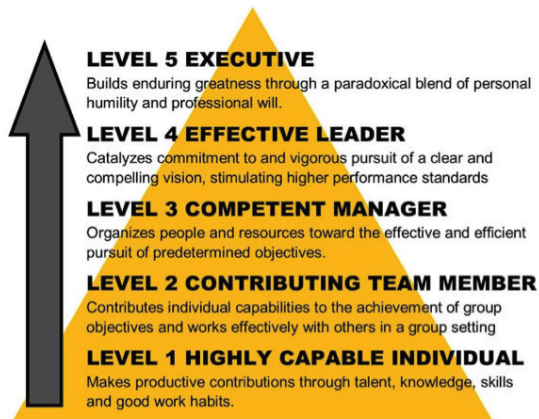 LEVEL 5 EXECUTIVE
Builds enduring greatness through a paradoxical blend of personal
humility and professional will.
LEVEL 4 EFFECTIVE LEADER
Catalyzes commitment to and vigorous pursuit of a clear and
compelling vision, stimulating higher performance standards
LEVEL 3 COMPETENT MANAGER
Organizes people and resources toward the effective and efficient
pursuit of predetermined objectives.
LEVEL 2 CONTRIBUTING TEAM MEMBER
Contributes individual capabilities to the achievement of group
objectives and works effectively with others in a group setting
LEVEL 1 HIGHLY CAPABLE INDIVIDUAL
Makes productive contributions through talent, knowledge, skills
and good work habits.